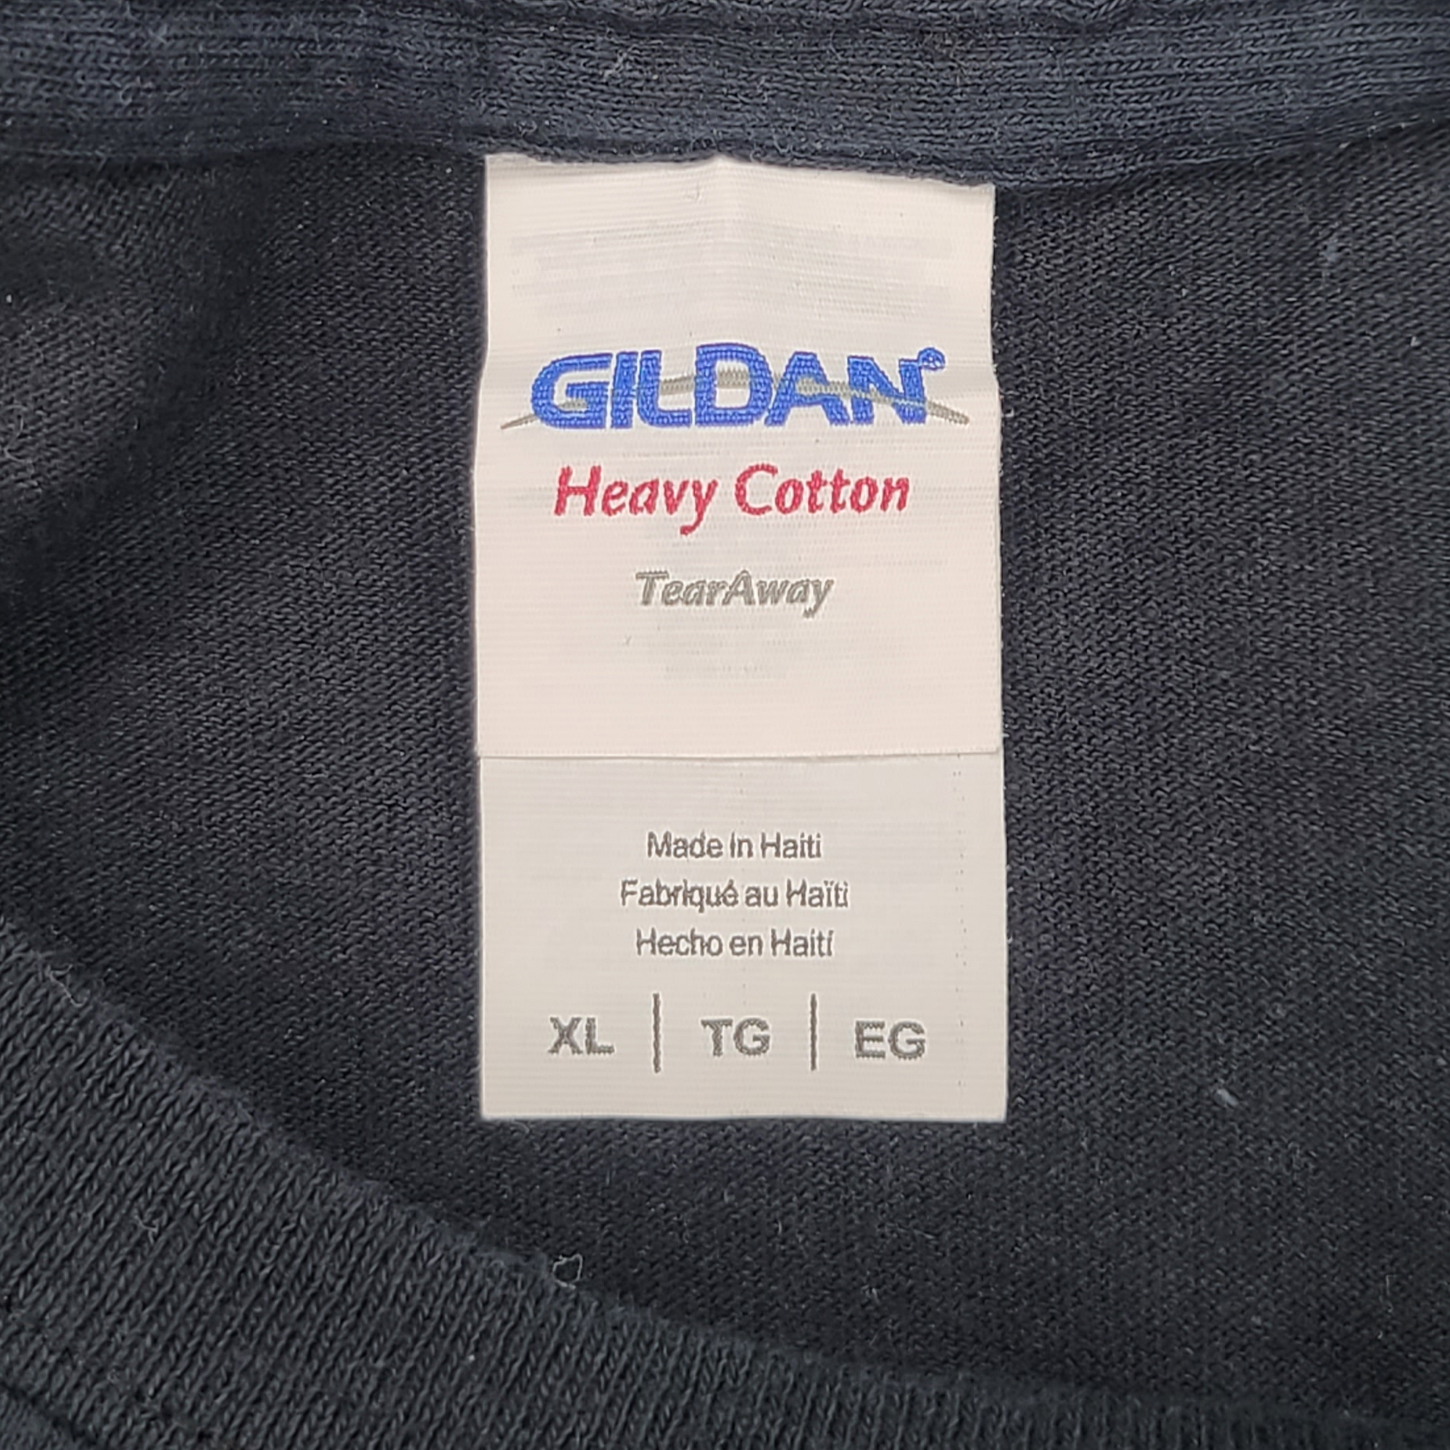 GILDAN®
Heavy Cotton
TearAway
Made in Haiti
Fabriqué au Haïti
Hecho en Haití
XL | TG | EG